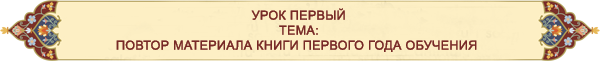 УРОК ПЕРВЫЙ
ТЕМА:
ПОВТОР МАТЕРИАЛА КНИГИ ПЕРВОГО ГОДА ОБУЧЕНИЯ